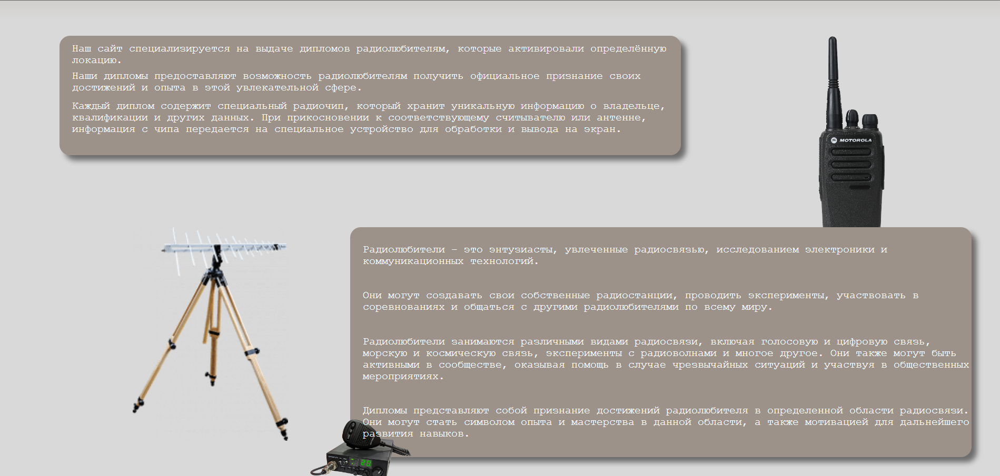 Наш сайт специализируется на выдаче дипломов радиолюбителям, которые активировали определённую
локацию.
Наши дипломы предоставляют возможность радиолюбителям получить официальное признание своих
достижений и опыта в этой увлекательной сфере.
Каждый диплом содержит специальный радиочип, который хранит уникальную информацию о владельце,
квалификации и других данных. При прикосновении к соответствующему считывателю или антенне,
информация с чипа передается на специальное устройство для обработки и вывода на экран.
MOTOROLA
Радиолюбители – это энтузиасты, увлеченные радиосвязью, исследованием электроники и
коммуникационных технологий.
Они могут создавать свои собственные радиостанции, проводить эксперименты, участвовать в
соревнованиях и общаться с другими радиолюбителями по всему миру.
Радиолюбители занимаются различными видами радиосвязи, включая голосовую и цифровую связь,
морскую и космическую связь, эксперименты с радиоволнами и многое другое. Они также могут быть
активными в сообществе, оказывая помощь в случае чрезвычайных ситуаций и участвуя в общественных
мероприятиях.
Дипломы представляют собой признание достижений радиолюбителя в определенной области радиосвязи.
Они могут стать символом опыта и мастерства в данной области, а также мотивацией для дальнейшего
развития навыков.
20